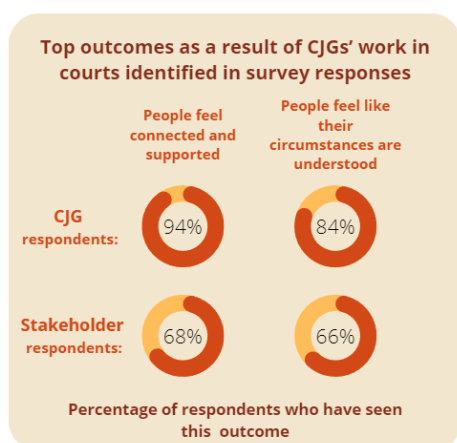 Top outcomes as a result of CJGs' work in
courts identified in survey responses
People feel
connected and
supported
People feel like
their
circumstances are
understood
CJG
respondents:
94%
84%
Stakeholder
respondents:
68%
66%
Percentage of respondents who have seen
this outcome